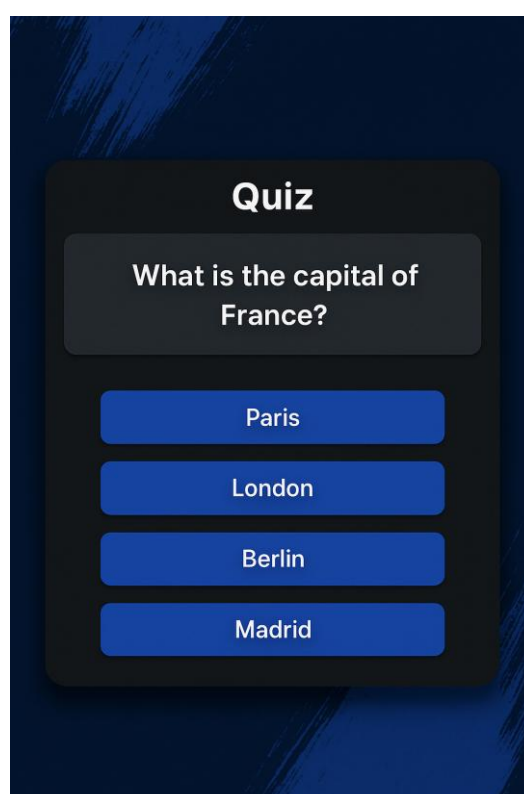 Quiz
What is the capital of
France?
Paris
London
Berlin
Madrid